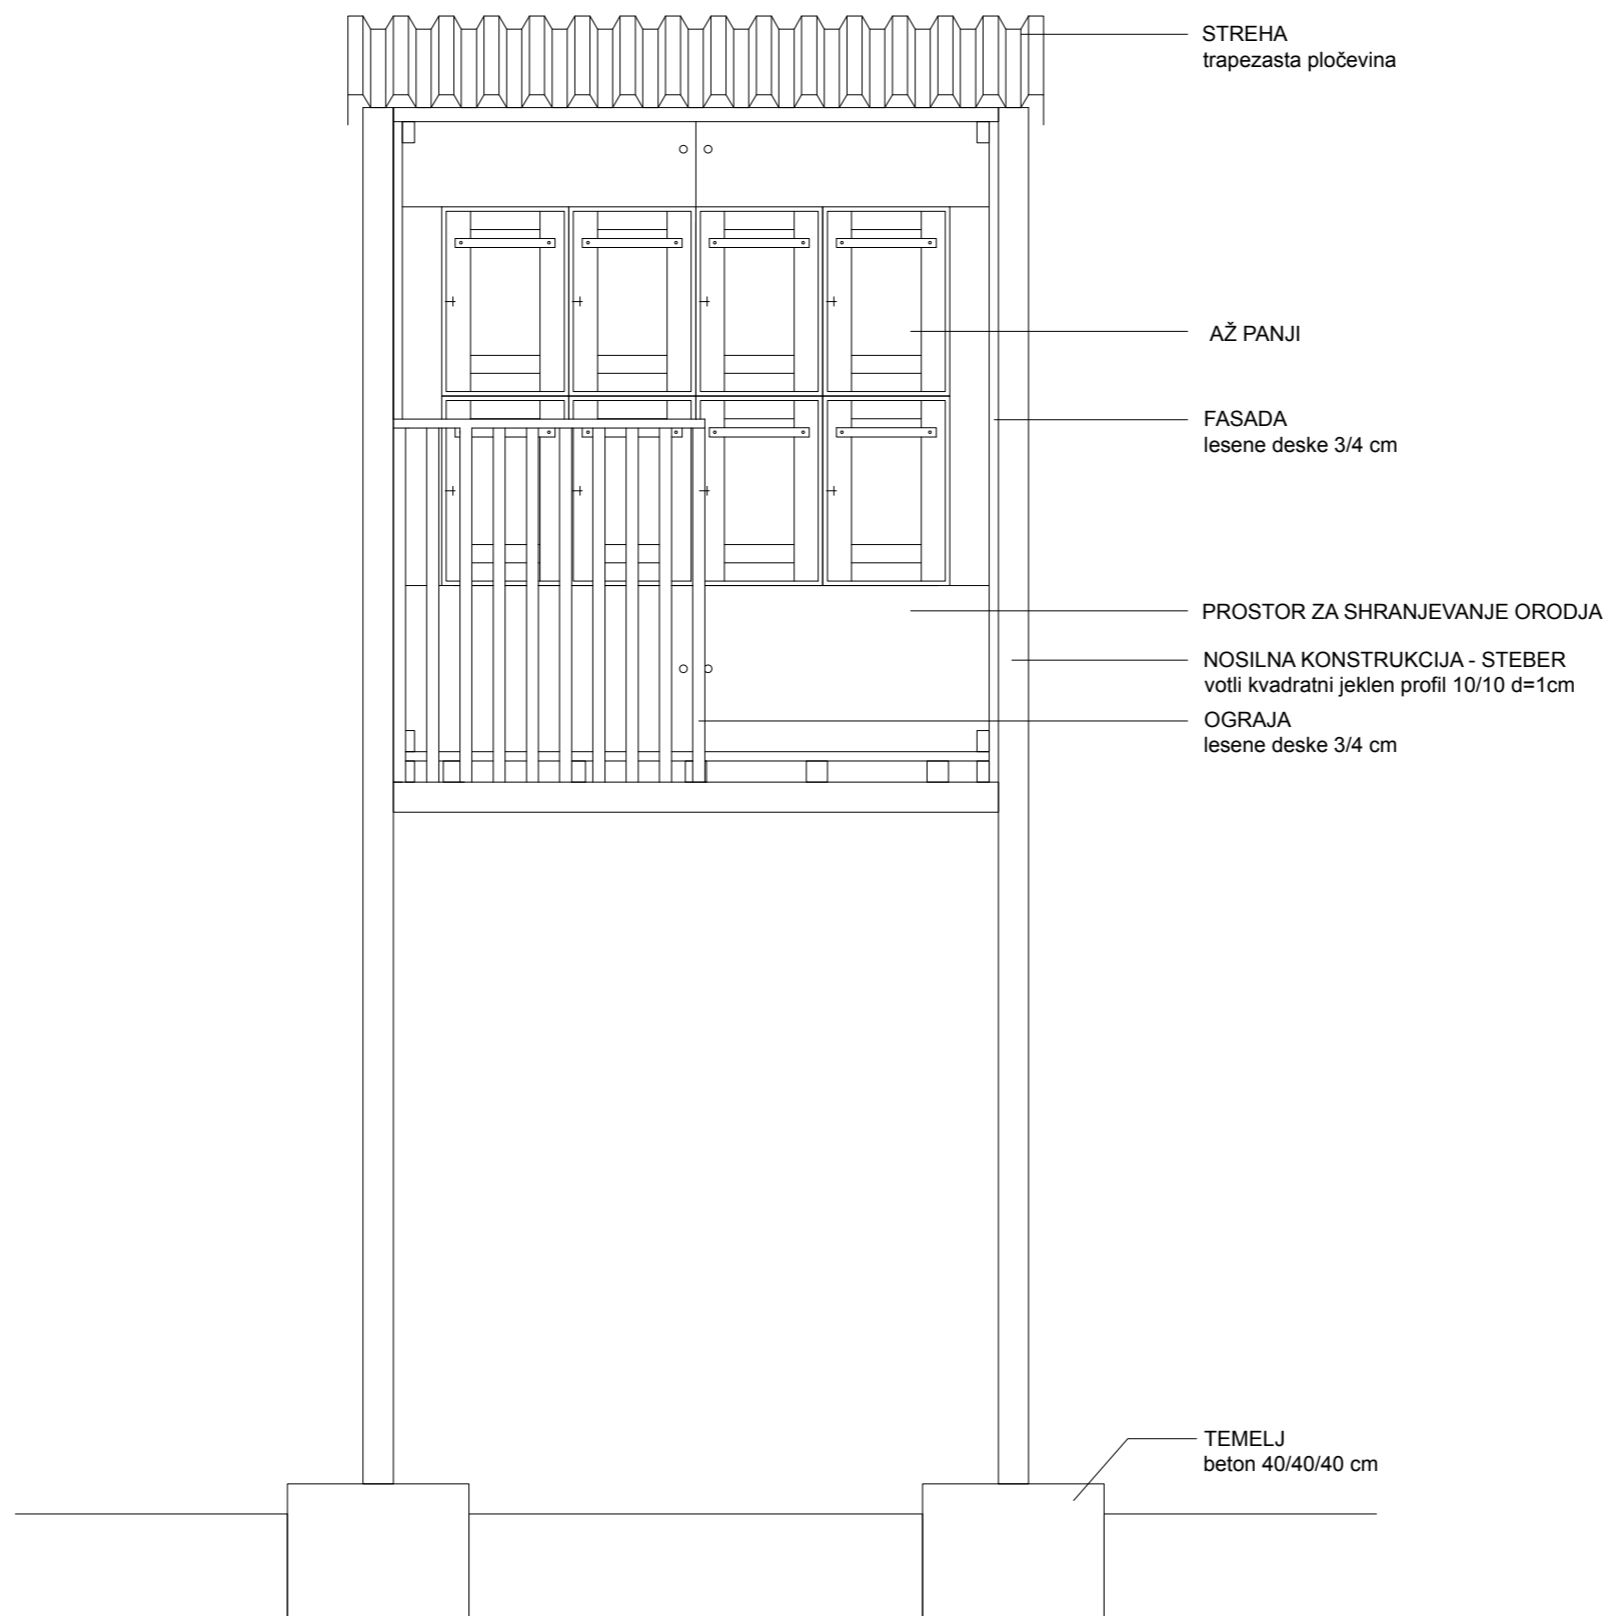 STREHA
trapezasta pločevina
AŽ PANJI
FASADA
lesene deske 3/4 cm
PROSTOR ZA SHRANJEVANJE ORODJA
NOSILNA KONSTRUKCIJA - STEBER
votli kvadratni jeklen profil 10/10 d=1cm
OGRAJA
lesene deske 3/4 cm
TEMELJ
beton 40/40/40 cm